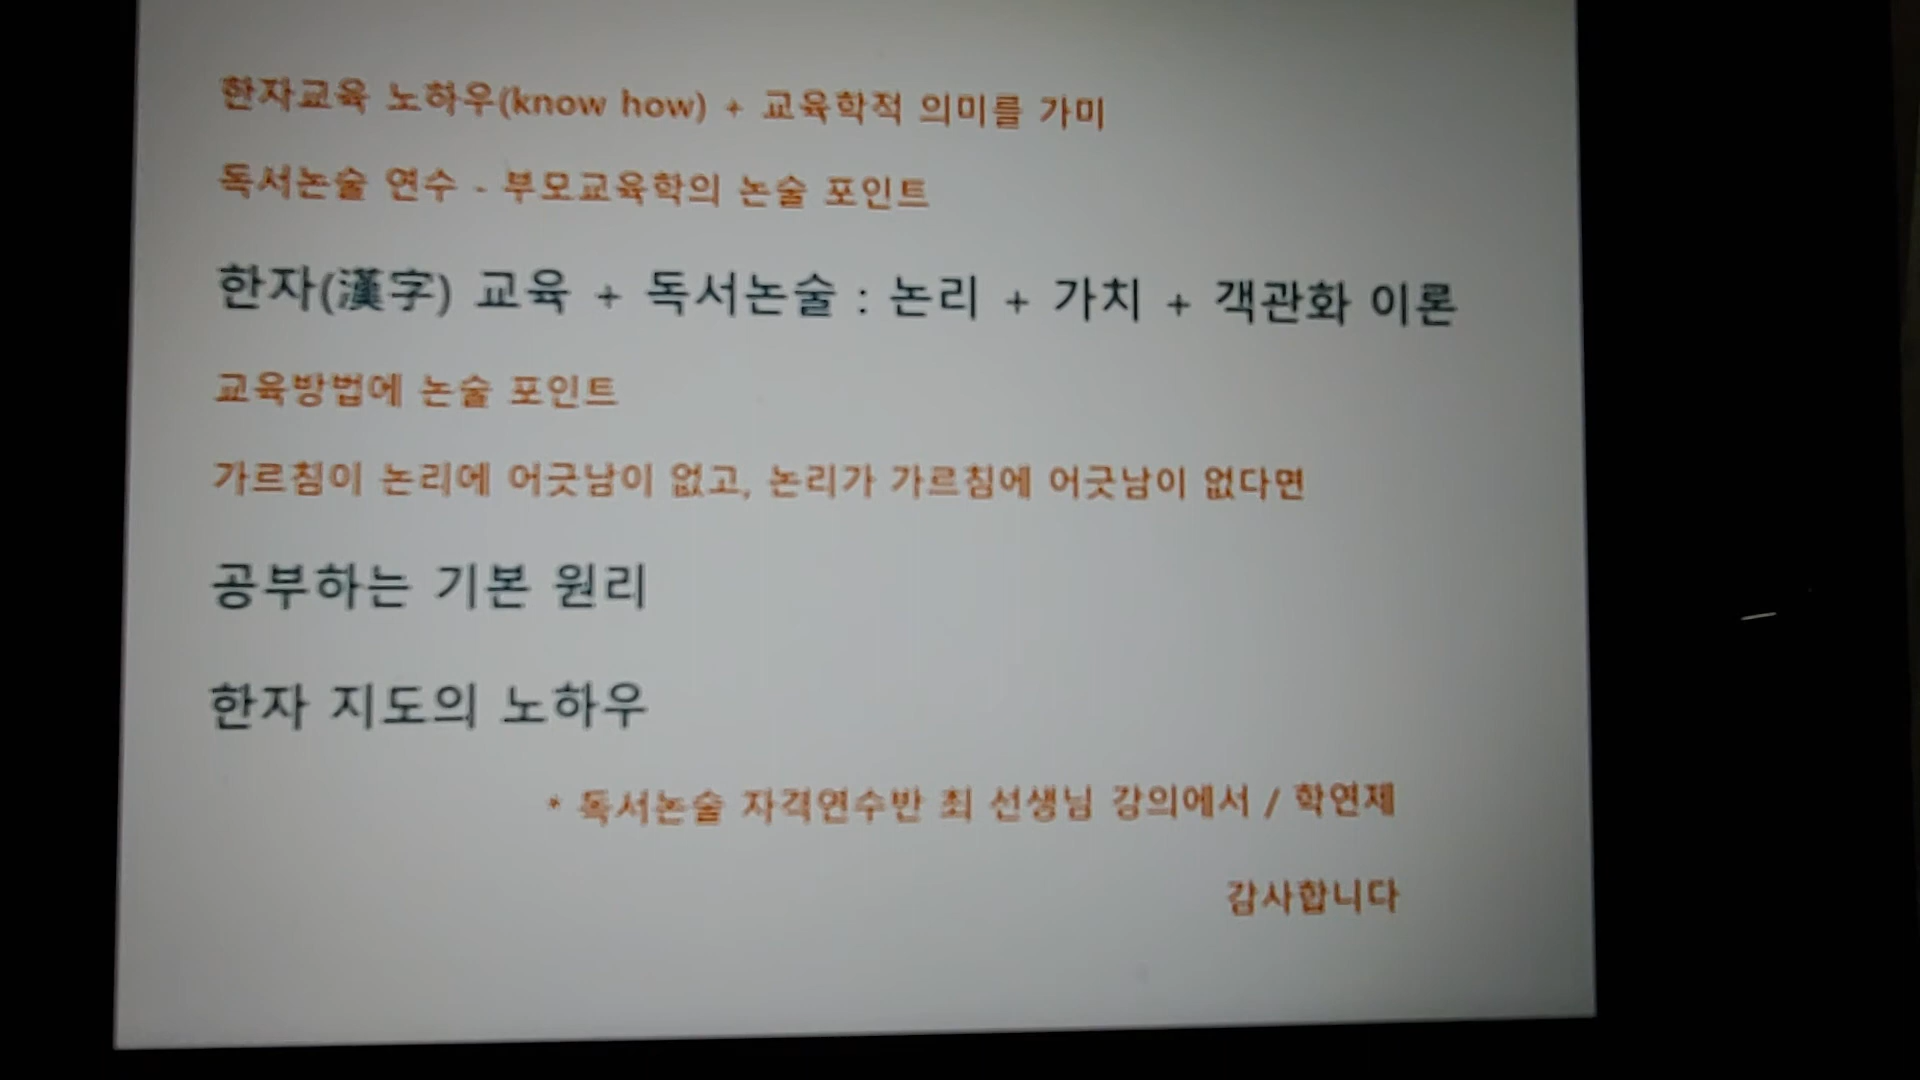 한자교육 노하우(know how) + 교육학적 의미를 가미
독서논술 연수 - 부모교육학의 논술 포인트
한자(漢字) 교육 + 독서논술 : 논리 + 가치 + 객관화 이론
교육방법에 논술 포인트
가르침이 논리에 어긋남이 없고, 논리가 가르침에 어긋남이 없다면
공부하는 기본 원리
한자 지도의 노하우
* 독서논술 자격연수반 최 선생님 강의에서 / 학연제
감사합니다